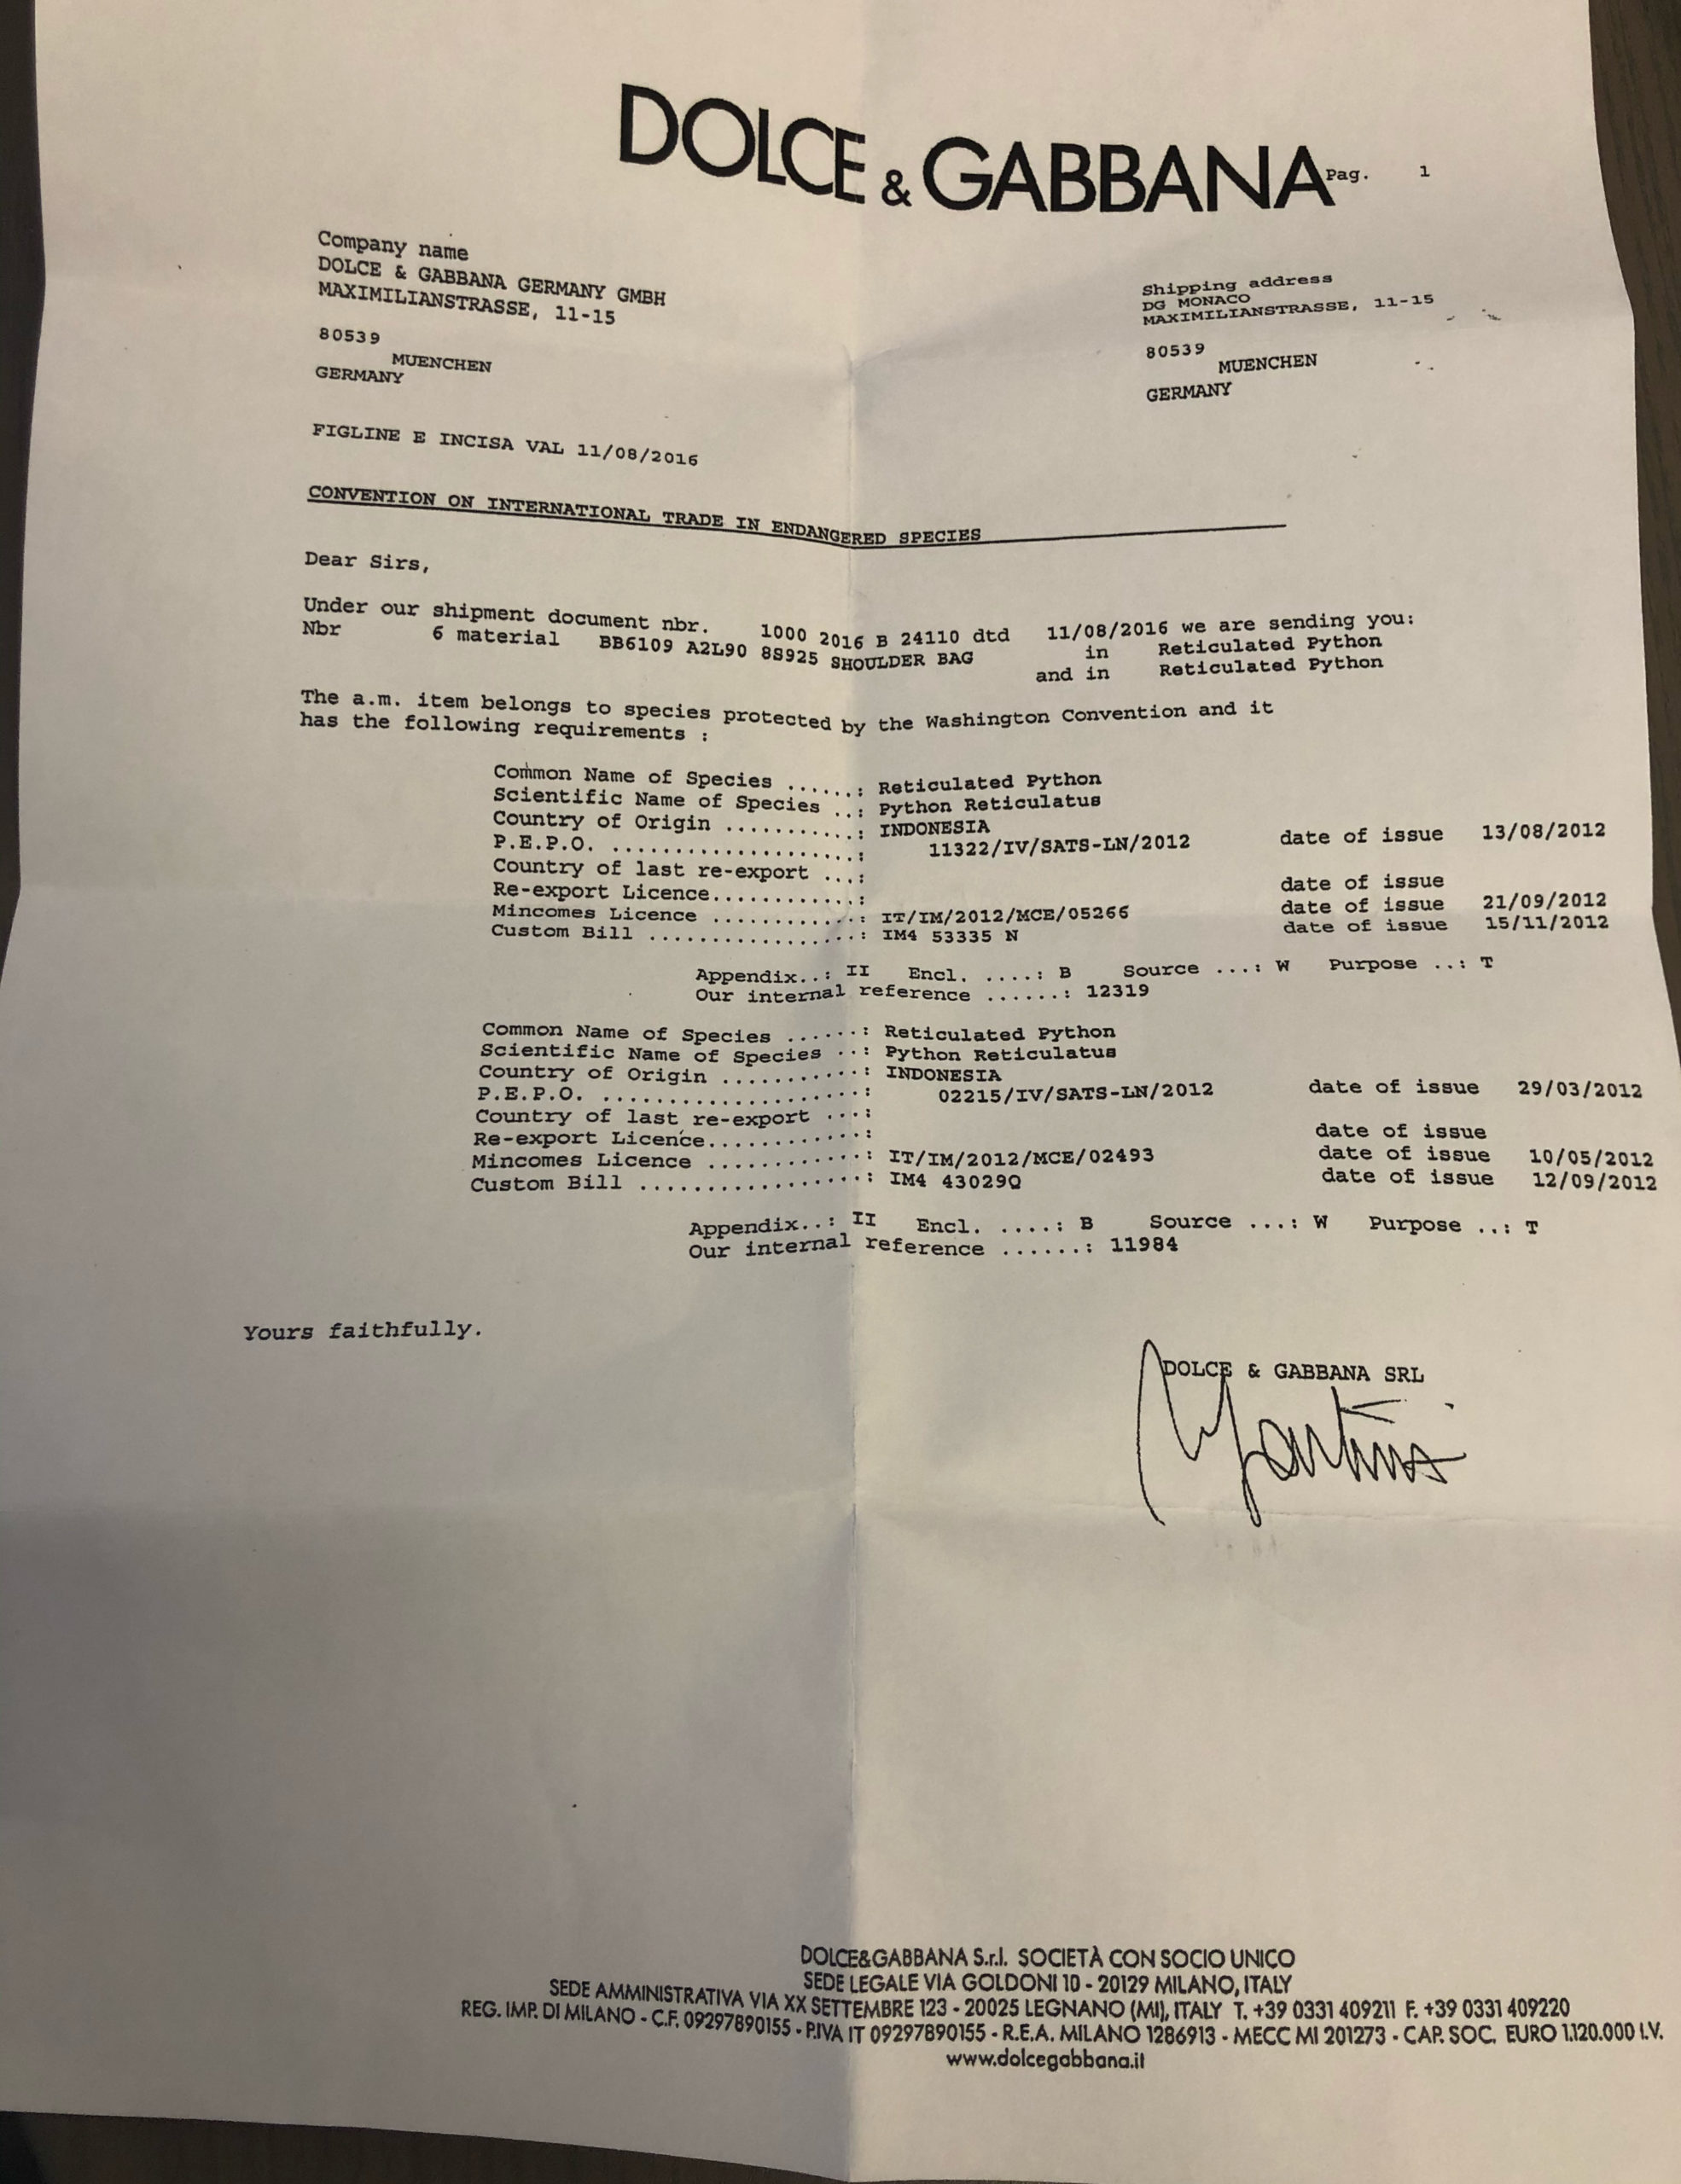 DOLCE & GABBANA
Pag. 1
Company name
DOLCE & GABBANA GERMANY GMBH
MAXIMILIANSTRASSE, 11-15
80539
MUENCHEN
GERMANY
Shipping address
DG MONACO
MAXIMILIANSTRASSE, 11-15
80539
MUENCHEN
GERMANY
FIGLINE E INCISA VAL 11/08/2016
CONVENTION ON INTERNATIONAL TRADE IN ENDANGERED SPECIES
Dear Sirs,
Under our shipment document nbr. 1000 2016 B 24110 dtd 11/08/2016 we are sending you:
Nbr 6 material BB6109 A2L90 8S925 SHOULDER BAG in Reticulated Python
and in Reticulated Python
The a.m. item belongs to species protected by the Washington Convention and it
has the following requirements :
Common Name of Species ......: Reticulated Python
Scientific Name of Species ..: Python Reticulatus
Country of Origin ...........: INDONESIA
P.E.P.O. ....................: 11322/IV/SATS-LN/2012 date of issue 13/08/2012
Country of last re-export ...:
Re-export Licence............: date of issue
Mincomes Licence ............: IT/IM/2012/MCE/05266 date of issue 21/09/2012
Custom Bill .................: IM4 53335 N date of issue 15/11/2012
Appendix..: II Encl. ....: B Source ...: W Purpose ..: T
Our internal reference ......: 12319
Common Name of Species ......: Reticulated Python
Scientific Name of Species ..: Python Reticulatus
Country of Origin ...........: INDONESIA
P.E.P.O. ....................: 02215/IV/SATS-LN/2012 date of issue 29/03/2012
Country of last re-export ...:
Re-export Licence............: date of issue
Mincomes Licence ............: IT/IM/2012/MCE/02493 date of issue 10/05/2012
Custom Bill .................: IM4 43029Q date of issue 12/09/2012
Appendix..: II Encl. ....: B Source ...: W Purpose ..: T
Our internal reference ......: 11984
Yours faithfully.
DOLCE & GABBANA SRL
DOLCE&GABBANA S.r.l. SOCIETÀ CON SOCIO UNICO
SEDE LEGALE VIA GOLDONI 10 - 20129 MILANO, ITALY
SEDE AMMINISTRATIVA VIA XX SETTEMBRE 123 - 20025 LEGNANO (MI), ITALY T. +39 0331 409211 F. +39 0331 409220
REG. IMP. DI MILANO - C.F. 09297890155 - P.IVA IT 09297890155 - R.E.A. MILANO 1286913 - MECC MI 201273 - CAP. SOC. EURO 1.120.000 I.V.
www.dolcegabbana.it